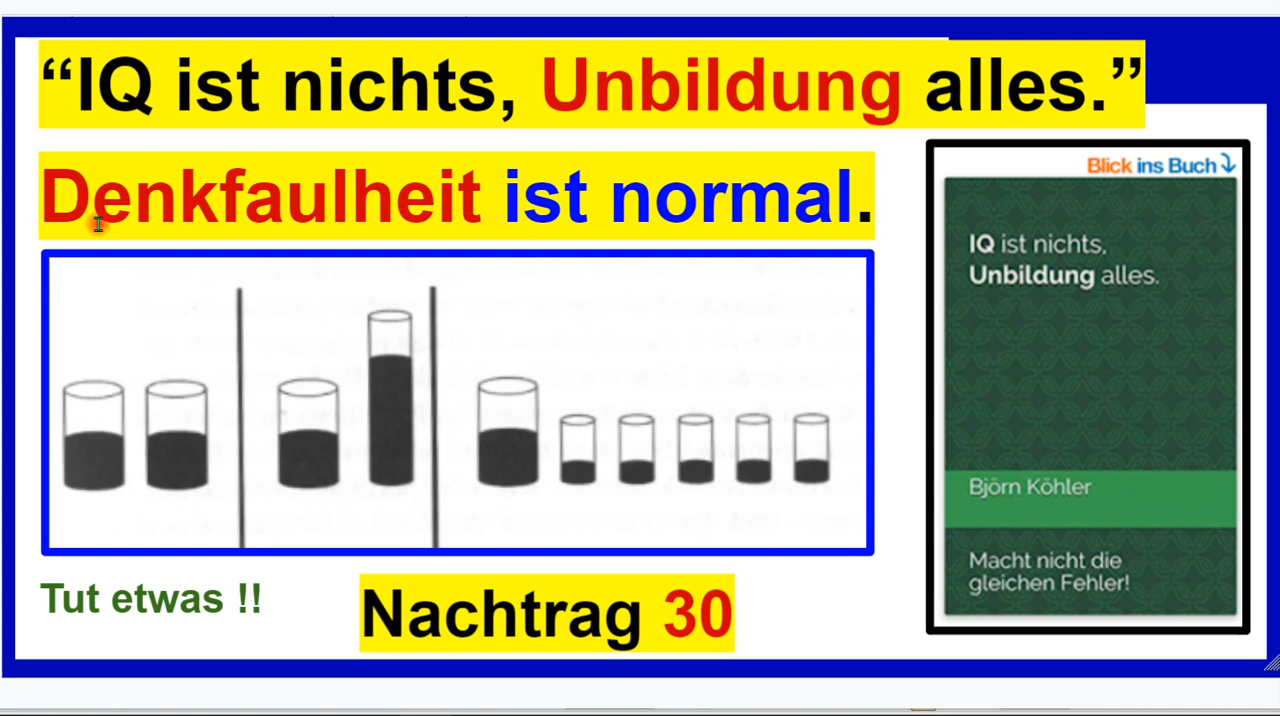 “IQ ist nichts, Unbildung alles.”
Denkfaulheit ist normal.
Blick ins Buch
IQ ist nichts,
Unbildung alles.
Björn Köhler
Macht nicht die
gleichen Fehler!
Tut etwas !!
Nachtrag 30